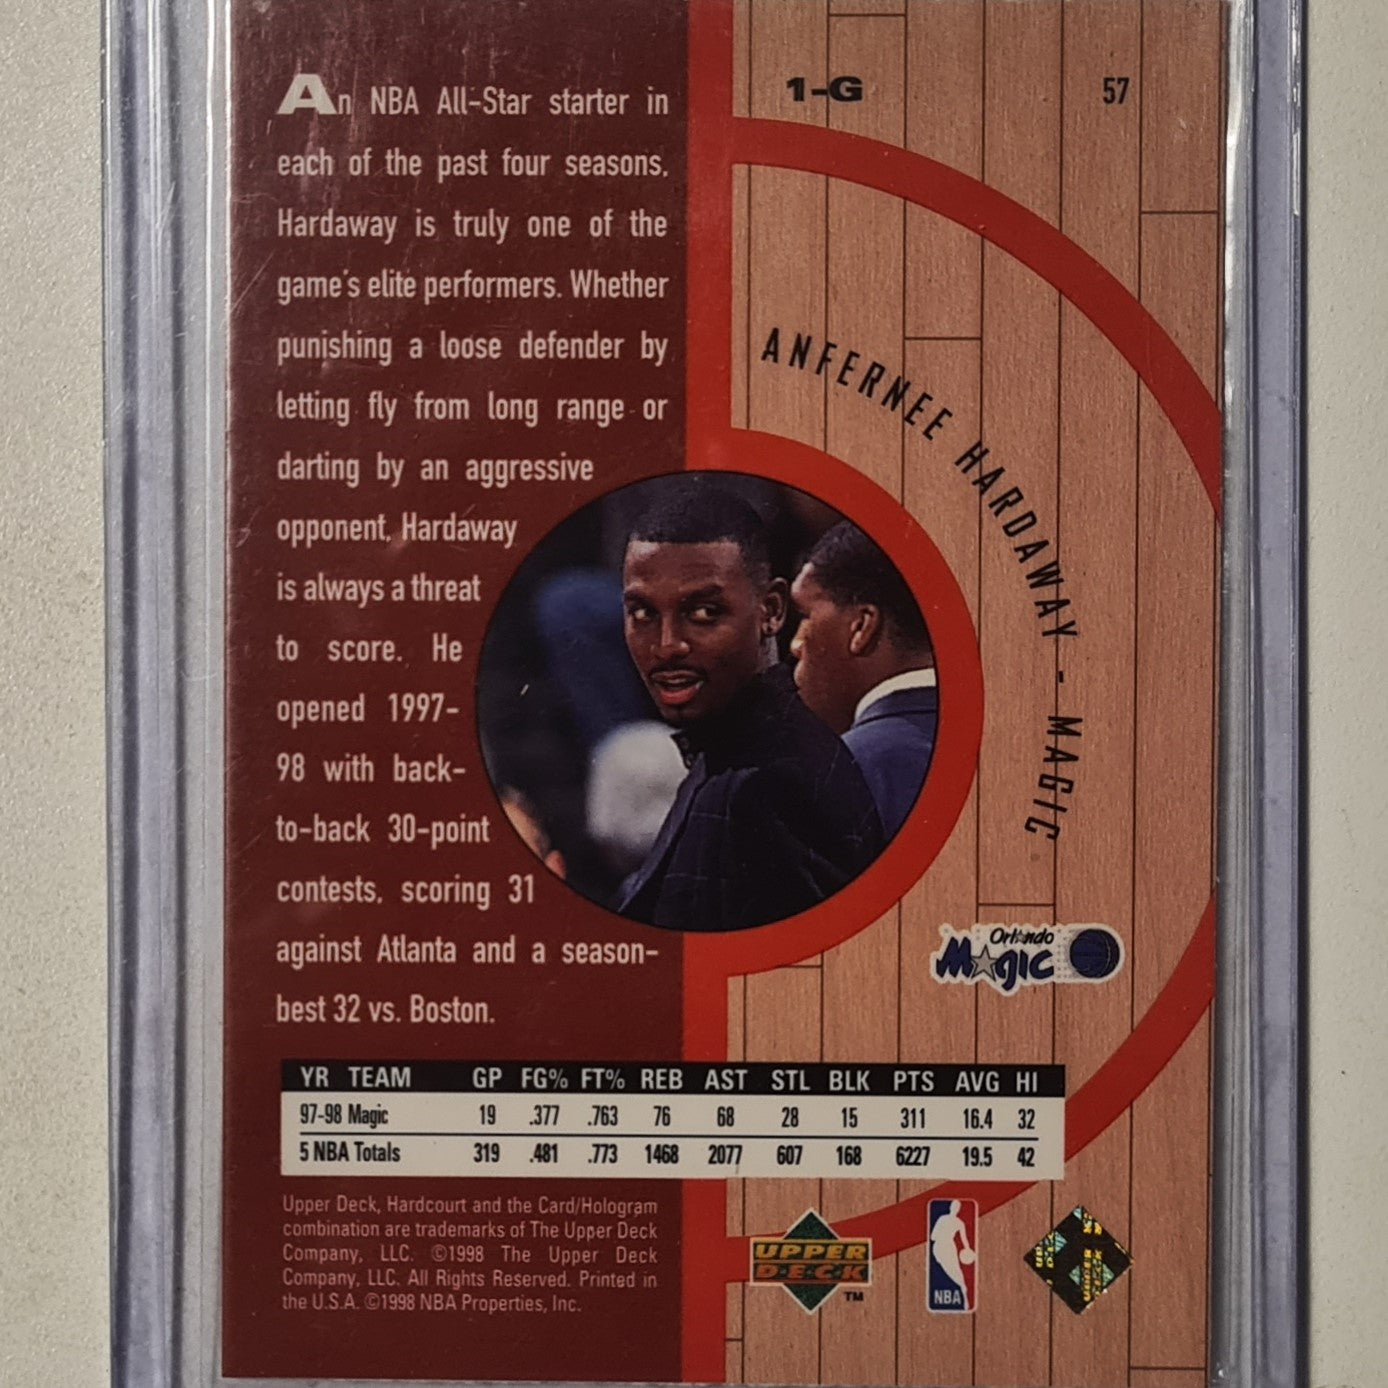 1-G 57
An NBA All-Star starter in
each of the past four seasons,
Hardaway is truly one of the
game's elite performers. Whether
punishing a loose defender by
letting fly from long range or
darting by an aggressive
opponent, Hardaway
is always a threat
to score. He
opened 1997-
98 with back-
to-back 30-point
contests, scoring 31
against Atlanta and a season-
best 32 vs. Boston.
ANFERNEE HARDAWAY - MAGIC
Orlando
Magic
YR TEAM GP FG% FT% REB AST STL BLK PTS AVG HI
97-98 Magic 19 .377 .763 76 68 28 15 311 16.4 32
5 NBA Totals 319 .481 .773 1468 2077 607 168 6227 19.5 42
Upper Deck, Hardcourt and the Card/Hologram
combination are trademarks of The Upper Deck
Company, LLC. ©1998 The Upper Deck
Company, LLC. All Rights Reserved. Printed in
the U.S.A. ©1998 NBA Properties, Inc.
UPPER
DECK
TM
NBA